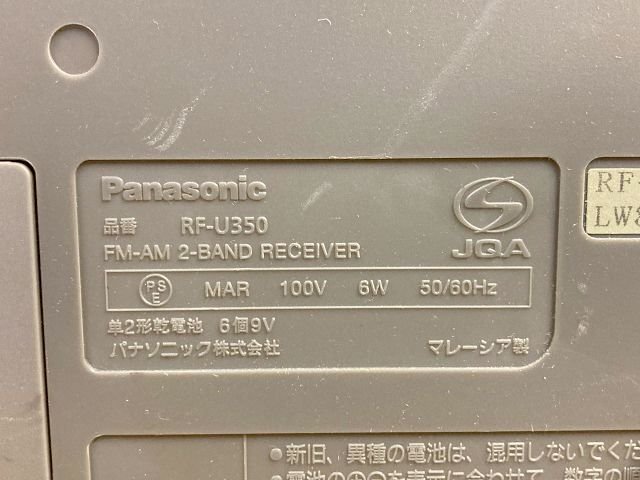 Panasonic
品番 RF-U350
FM-AM 2-BAND RECEIVER
JQA
PSE MAR 100V 6W 50/60Hz
単2形乾電池 6個9V
パナソニック株式会社
マレーシア製
RF-
LW8
●新旧、異種の電池は、混用しないでくだ